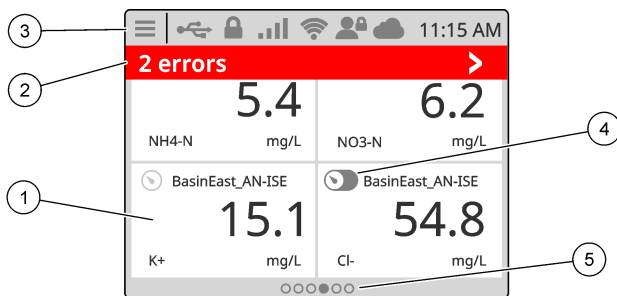 3
11:15 AM
2 errors
2
5.4
6.2
NH4-N mg/L
NO3-N mg/L
4
BasinEast_AN-ISE
BasinEast_AN-ISE
1
15.1
54.8
K+ mg/L
Cl- mg/L
5